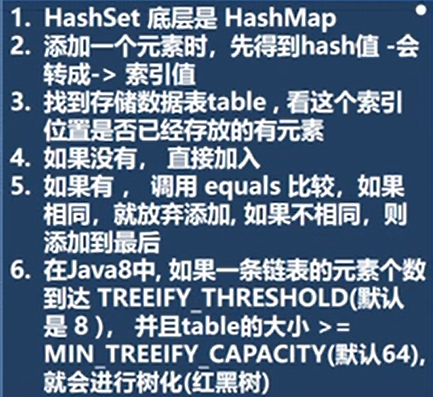 1. HashSet 底层是 HashMap
2. 添加一个元素时，先得到hash值 -会
转成-> 索引值
3. 找到存储数据表table , 看这个索引
位置是否已经存放的有元素
4. 如果没有， 直接加入
5. 如果有 ， 调用 equals 比较，如果
相同，就放弃添加, 如果不相同，则
添加到最后
6. 在Java8中, 如果一条链表的元素个数
到达 TREEIFY_THRESHOLD(默认
是 8 )， 并且table的大小 >=
MIN_TREEIFY_CAPACITY(默认64),
就会进行树化(红黑树)